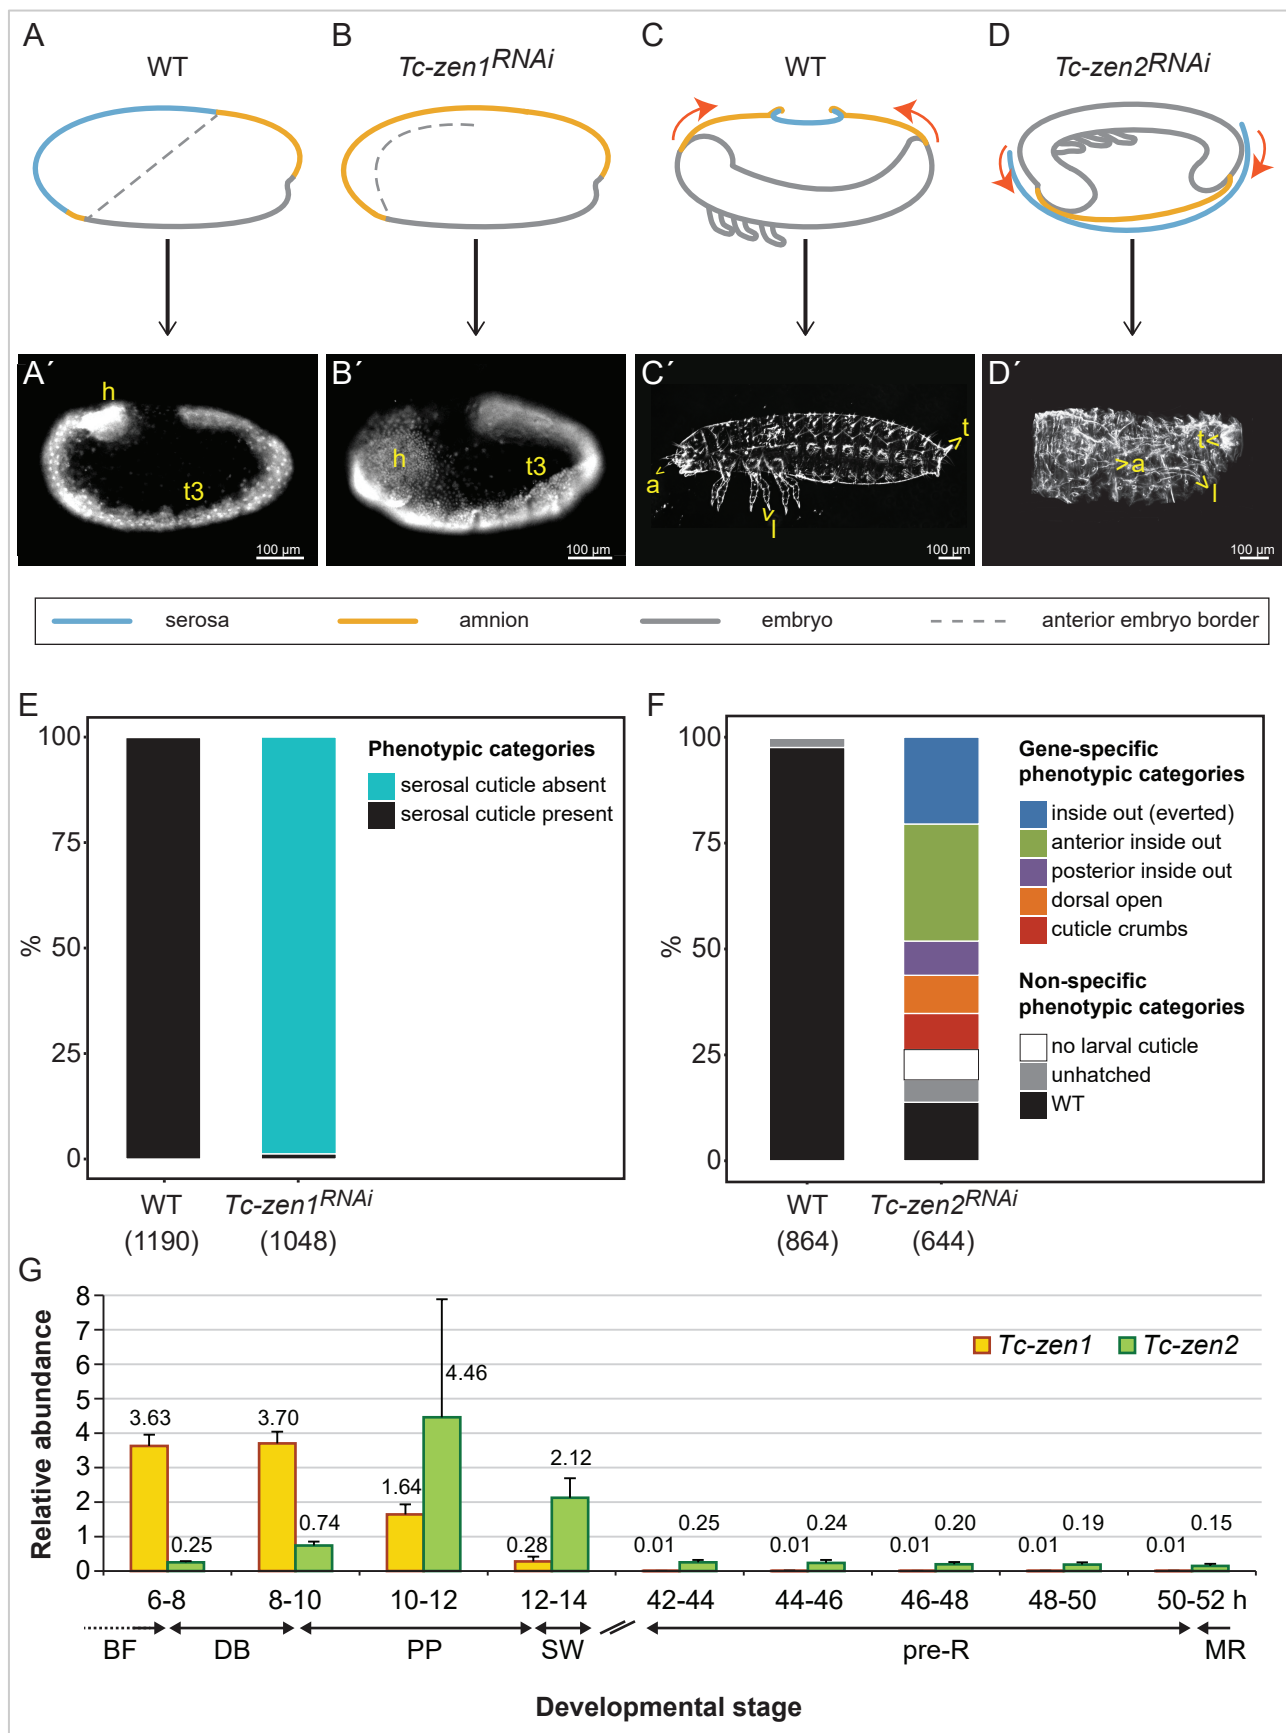 A B C D
WT Tc-zen1RNAi WT Tc-zen2RNAi
A´ B´ C´ D´
h
h
t3
t3
a
t
l
t
a
l
100 µm 100 µm 100 µm 100 µm
serosa amnion embryo anterior embryo border
E
100
75
50
25
0
%
Phenotypic categories
serosal cuticle absent
serosal cuticle present
WT Tc-zen1RNAi
(1190) (1048)
F
100
75
50
25
0
%
Gene-specific
phenotypic categories
inside out (everted)
anterior inside out
posterior inside out
dorsal open
cuticle crumbs
Non-specific
phenotypic categories
no larval cuticle
unhatched
WT
WT Tc-zen2RNAi
(864) (644)
G
Relative abundance
8
7
6
5
4
3
2
1
0
Tc-zen1 Tc-zen2
3.63 0.25 3.70 0.74 1.64 4.46 0.28 2.12 0.01 0.25 0.01 0.24 0.01 0.20 0.01 0.19 0.01 0.15
6-8 8-10 10-12 12-14 42-44 44-46 46-48 48-50 50-52 h
BF DB PP SW pre-R MR
Developmental stage